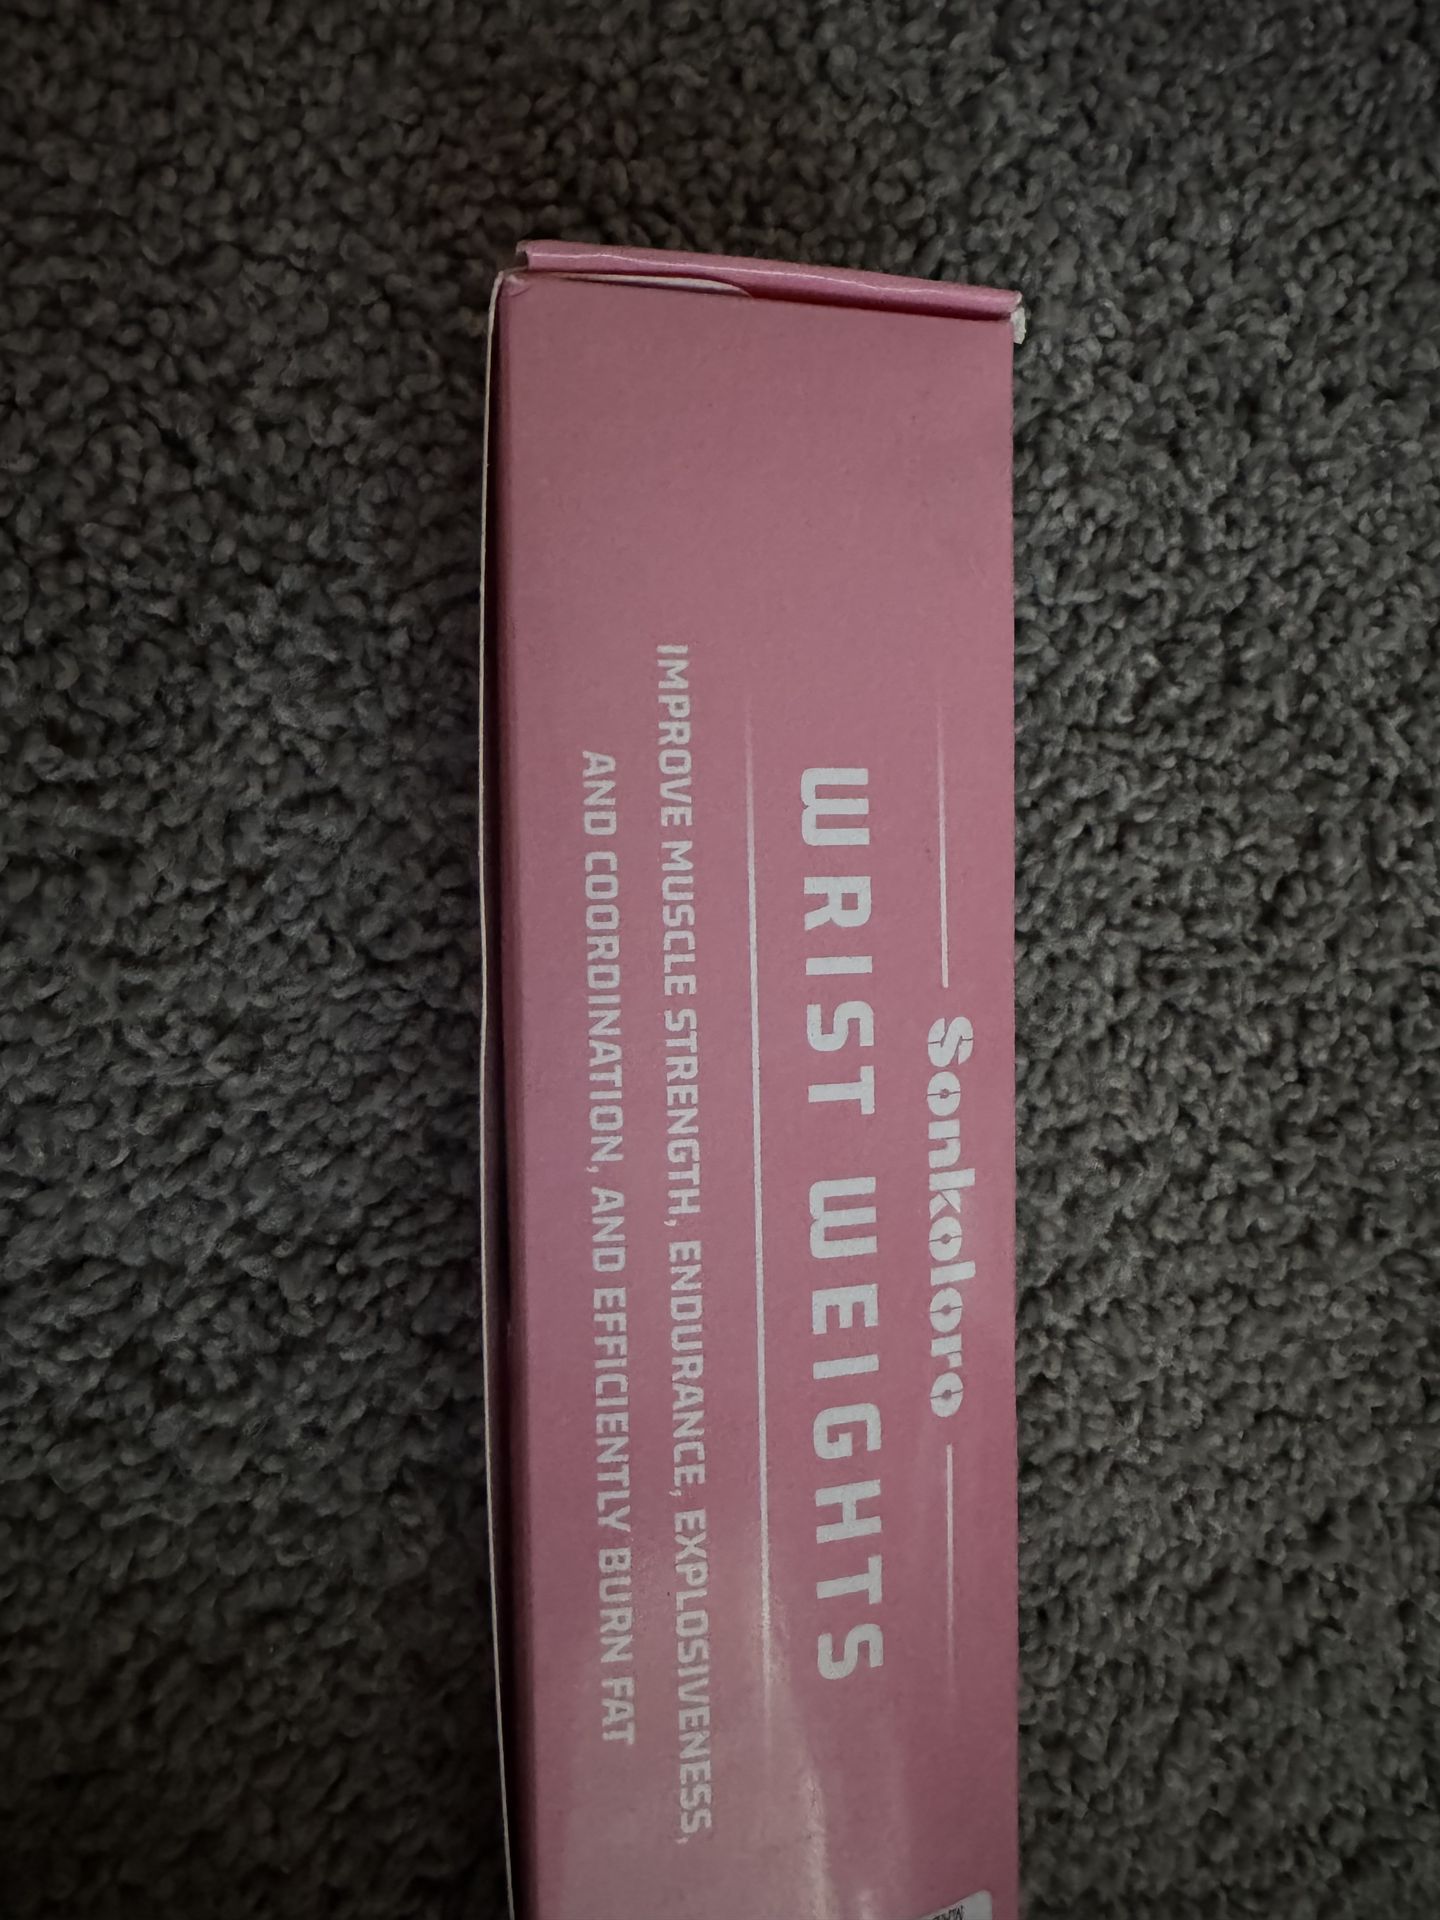 Sonkoloro
WRIST WEIGHTS
IMPROVE MUSCLE STRENGTH, ENDURANCE, EXPLOSIVENESS,
AND COORDINATION, AND EFFICIENTLY BURN FAT